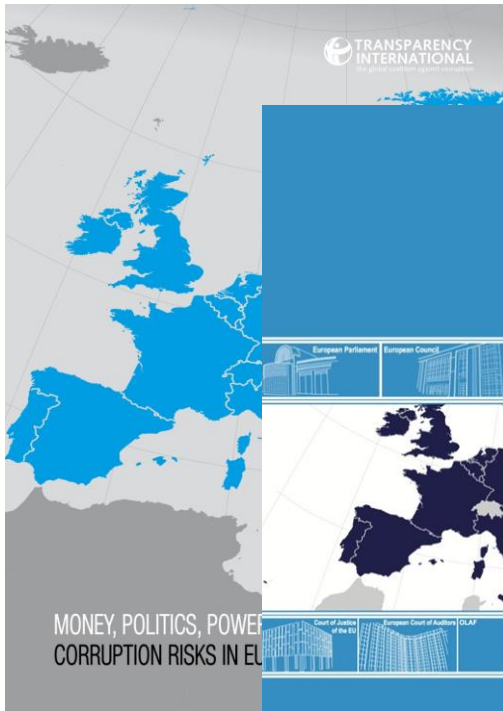 TRANSPARENCY
INTERNATIONAL
the global coalition against corruption
European Parliament
European Council
MONEY, POLITICS, POWER
CORRUPTION RISKS IN EU
Court of Justice
of the EU
European Court of Auditors
OLAF